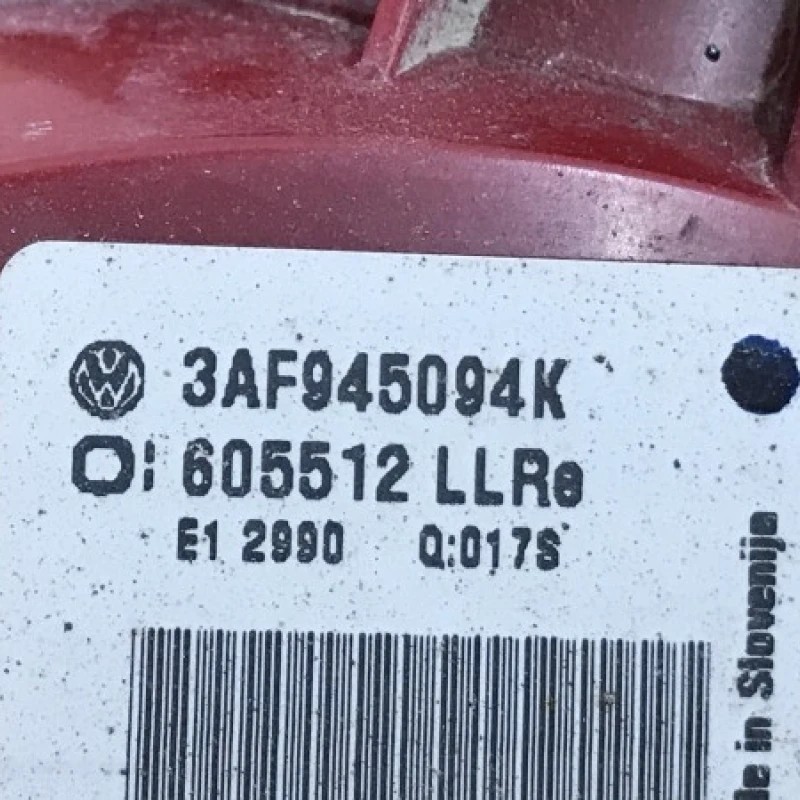 3AF945094K
O: 605512 LLRe
E1 2990 Q:017S
de in Slovenija